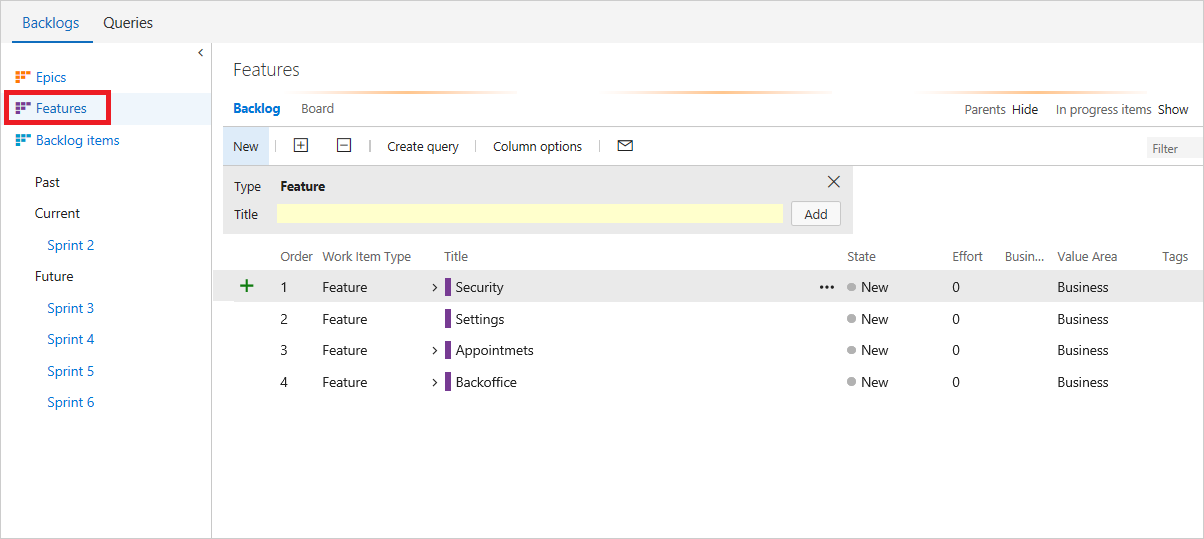 Backlogs Queries
Epics
Features
Backlog items
Past
Current
Sprint 2
Future
Sprint 3
Sprint 4
Sprint 5
Sprint 6
Features
Backlog Board Parents Hide In progress items Show
New Create query Column options Filter
Type Feature
Title Add
Order Work Item Type Title State Effort Busin... Value Area Tags
1 Feature Security ... New 0 Business
2 Feature Settings New 0 Business
3 Feature Appointmets New 0 Business
4 Feature Backoffice New 0 Business